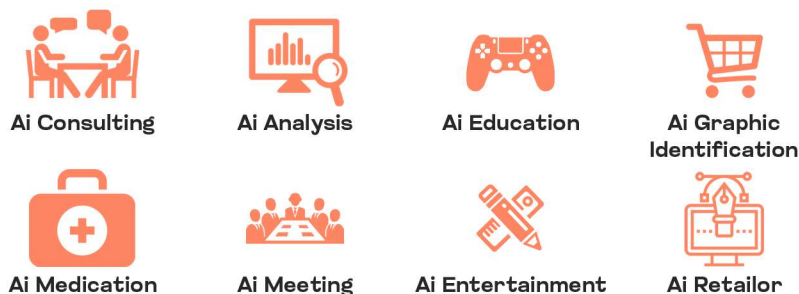 Ai Consulting
Ai Analysis
Ai Education
Ai Graphic
Identification
Ai Medication
Ai Meeting
Ai Entertainment
Ai Retailor